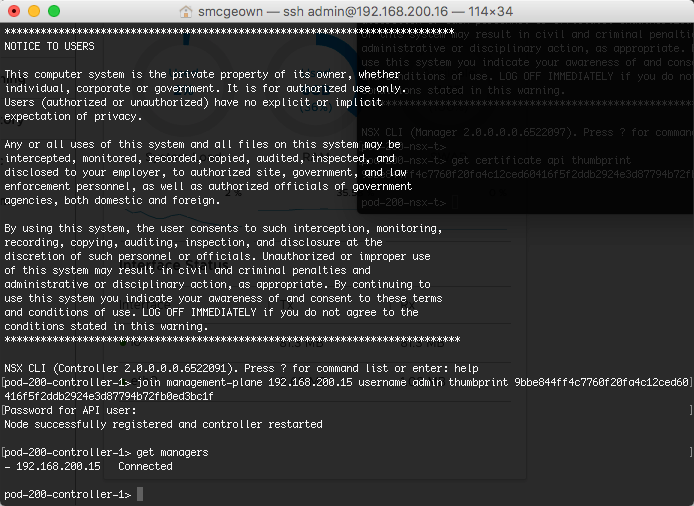 smcgeown — ssh admin@192.168.200.16 — 114×34
****************************************************************************
NOTICE TO USERS
This computer system is the private property of its owner, whether
individual, corporate or government. It is for authorized use only.
Users (authorized or unauthorized) have no explicit or implicit
expectation of privacy.
Any or all uses of this system and all files on this system may be
intercepted, monitored, recorded, copied, audited, inspected, and
disclosed to your employer, to authorized site, government, and law
enforcement personnel, as well as authorized officials of government
agencies, both domestic and foreign.
By using this system, the user consents to such interception, monitoring,
recording, copying, auditing, inspection, and disclosure at the
discretion of such personnel or officials. Unauthorized or improper use
of this system may result in civil and criminal penalties and
administrative or disciplinary action, as appropriate. By continuing to
use this system you indicate your awareness of and consent to these terms
and conditions of use. LOG OFF IMMEDIATELY if you do not agree to the
conditions stated in this warning.
****************************************************************************
NSX CLI (Controller 2.0.0.0.0.6522091). Press ? for command list or enter: help
[pod-200-controller-1> join management-plane 192.168.200.15 username admin thumbprint 9bbe844ff4c7760f20fa4c12ced60]
416f5f2ddb2924e3d87794b72fb0ed3bc1f
[Password for API user: ]
Node successfully registered and controller restarted
[pod-200-controller-1> get managers ]
- 192.168.200.15 Connected
pod-200-controller-1>
may result in civil and criminal penalties
administrative or disciplinary action, as appropriate.
use this system you indicate your awareness of and cons
conditions of use. LOG OFF IMMEDIATELY if you do no
conditions stated in this warning.
NSX CLI (Manager 2.0.0.0.0.6522097). Press ? for comma
pod-200-nsx-t>
pod-200-nsx-t> get certificate api thumbprint
pod-200-nsx-t>
Interface Status